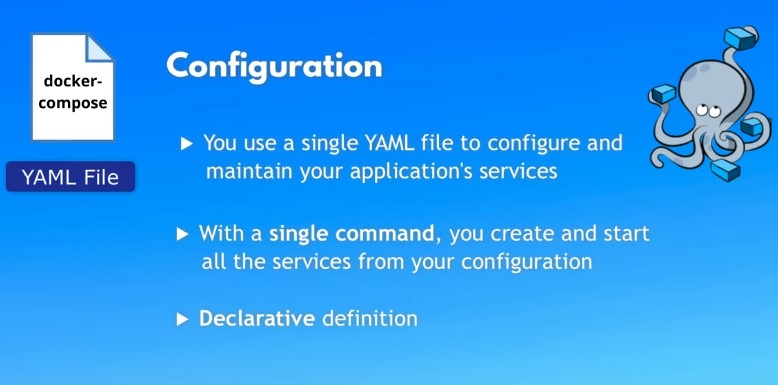 docker-
compose
YAML File
Configuration
You use a single YAML file to configure and
maintain your application's services
With a single command, you create and start
all the services from your configuration
Declarative definition